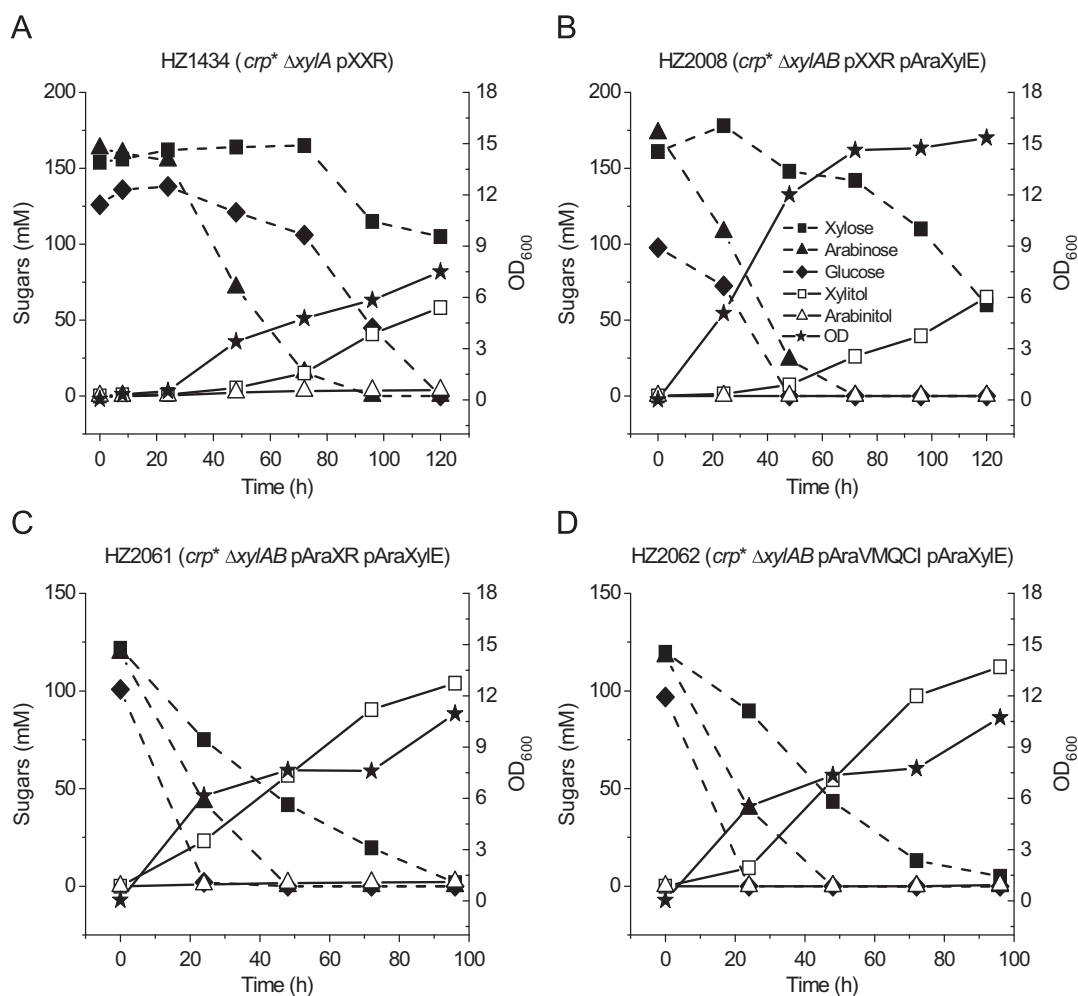 A
HZ1434 (crp* ΔxylA pXXR)
200
150
100
50
0
Sugars (mM)
18
15
12
9
6
3
0
OD600
0 20 40 60 80 100 120
Time (h)
B
HZ2008 (crp* ΔxylAB pXXR pAraXylE)
200
150
100
50
0
Sugars (mM)
Xylose
Arabinose
Glucose
Xylitol
Arabinitol
OD
18
15
12
9
6
3
0
OD600
0 20 40 60 80 100 120
Time (h)
C
HZ2061 (crp* ΔxylAB pAraXR pAraXylE)
150
100
50
0
Sugars (mM)
18
15
12
9
6
3
0
OD600
0 20 40 60 80 100
Time (h)
D
HZ2062 (crp* ΔxylAB pAraVMQCI pAraXylE)
150
100
50
0
Sugars (mM)
18
15
12
9
6
3
0
OD600
0 20 40 60 80 100
Time (h)